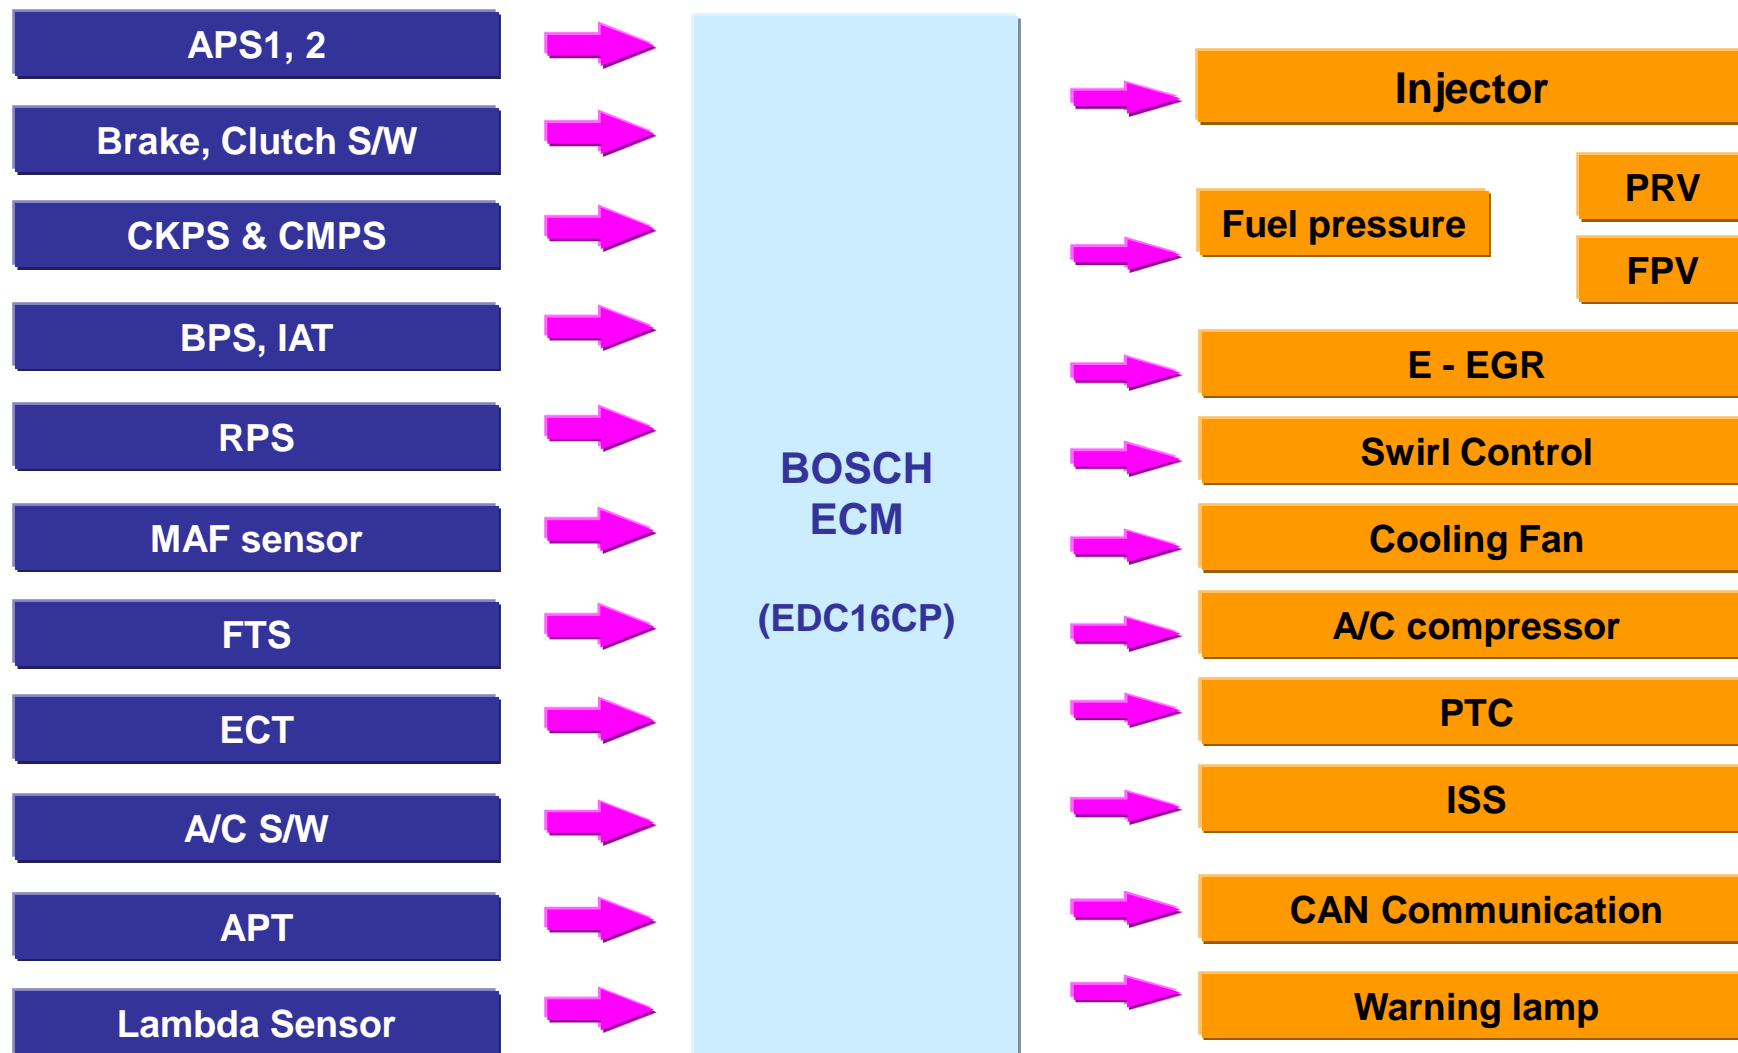 APS1, 2
Brake, Clutch S/W
CKPS & CMPS
BPS, IAT
RPS
MAF sensor
FTS
ECT
A/C S/W
APT
Lambda Sensor
BOSCH
ECM
(EDC16CP)
Injector
Fuel pressure
PRV
FPV
E - EGR
Swirl Control
Cooling Fan
A/C compressor
PTC
ISS
CAN Communication
Warning lamp